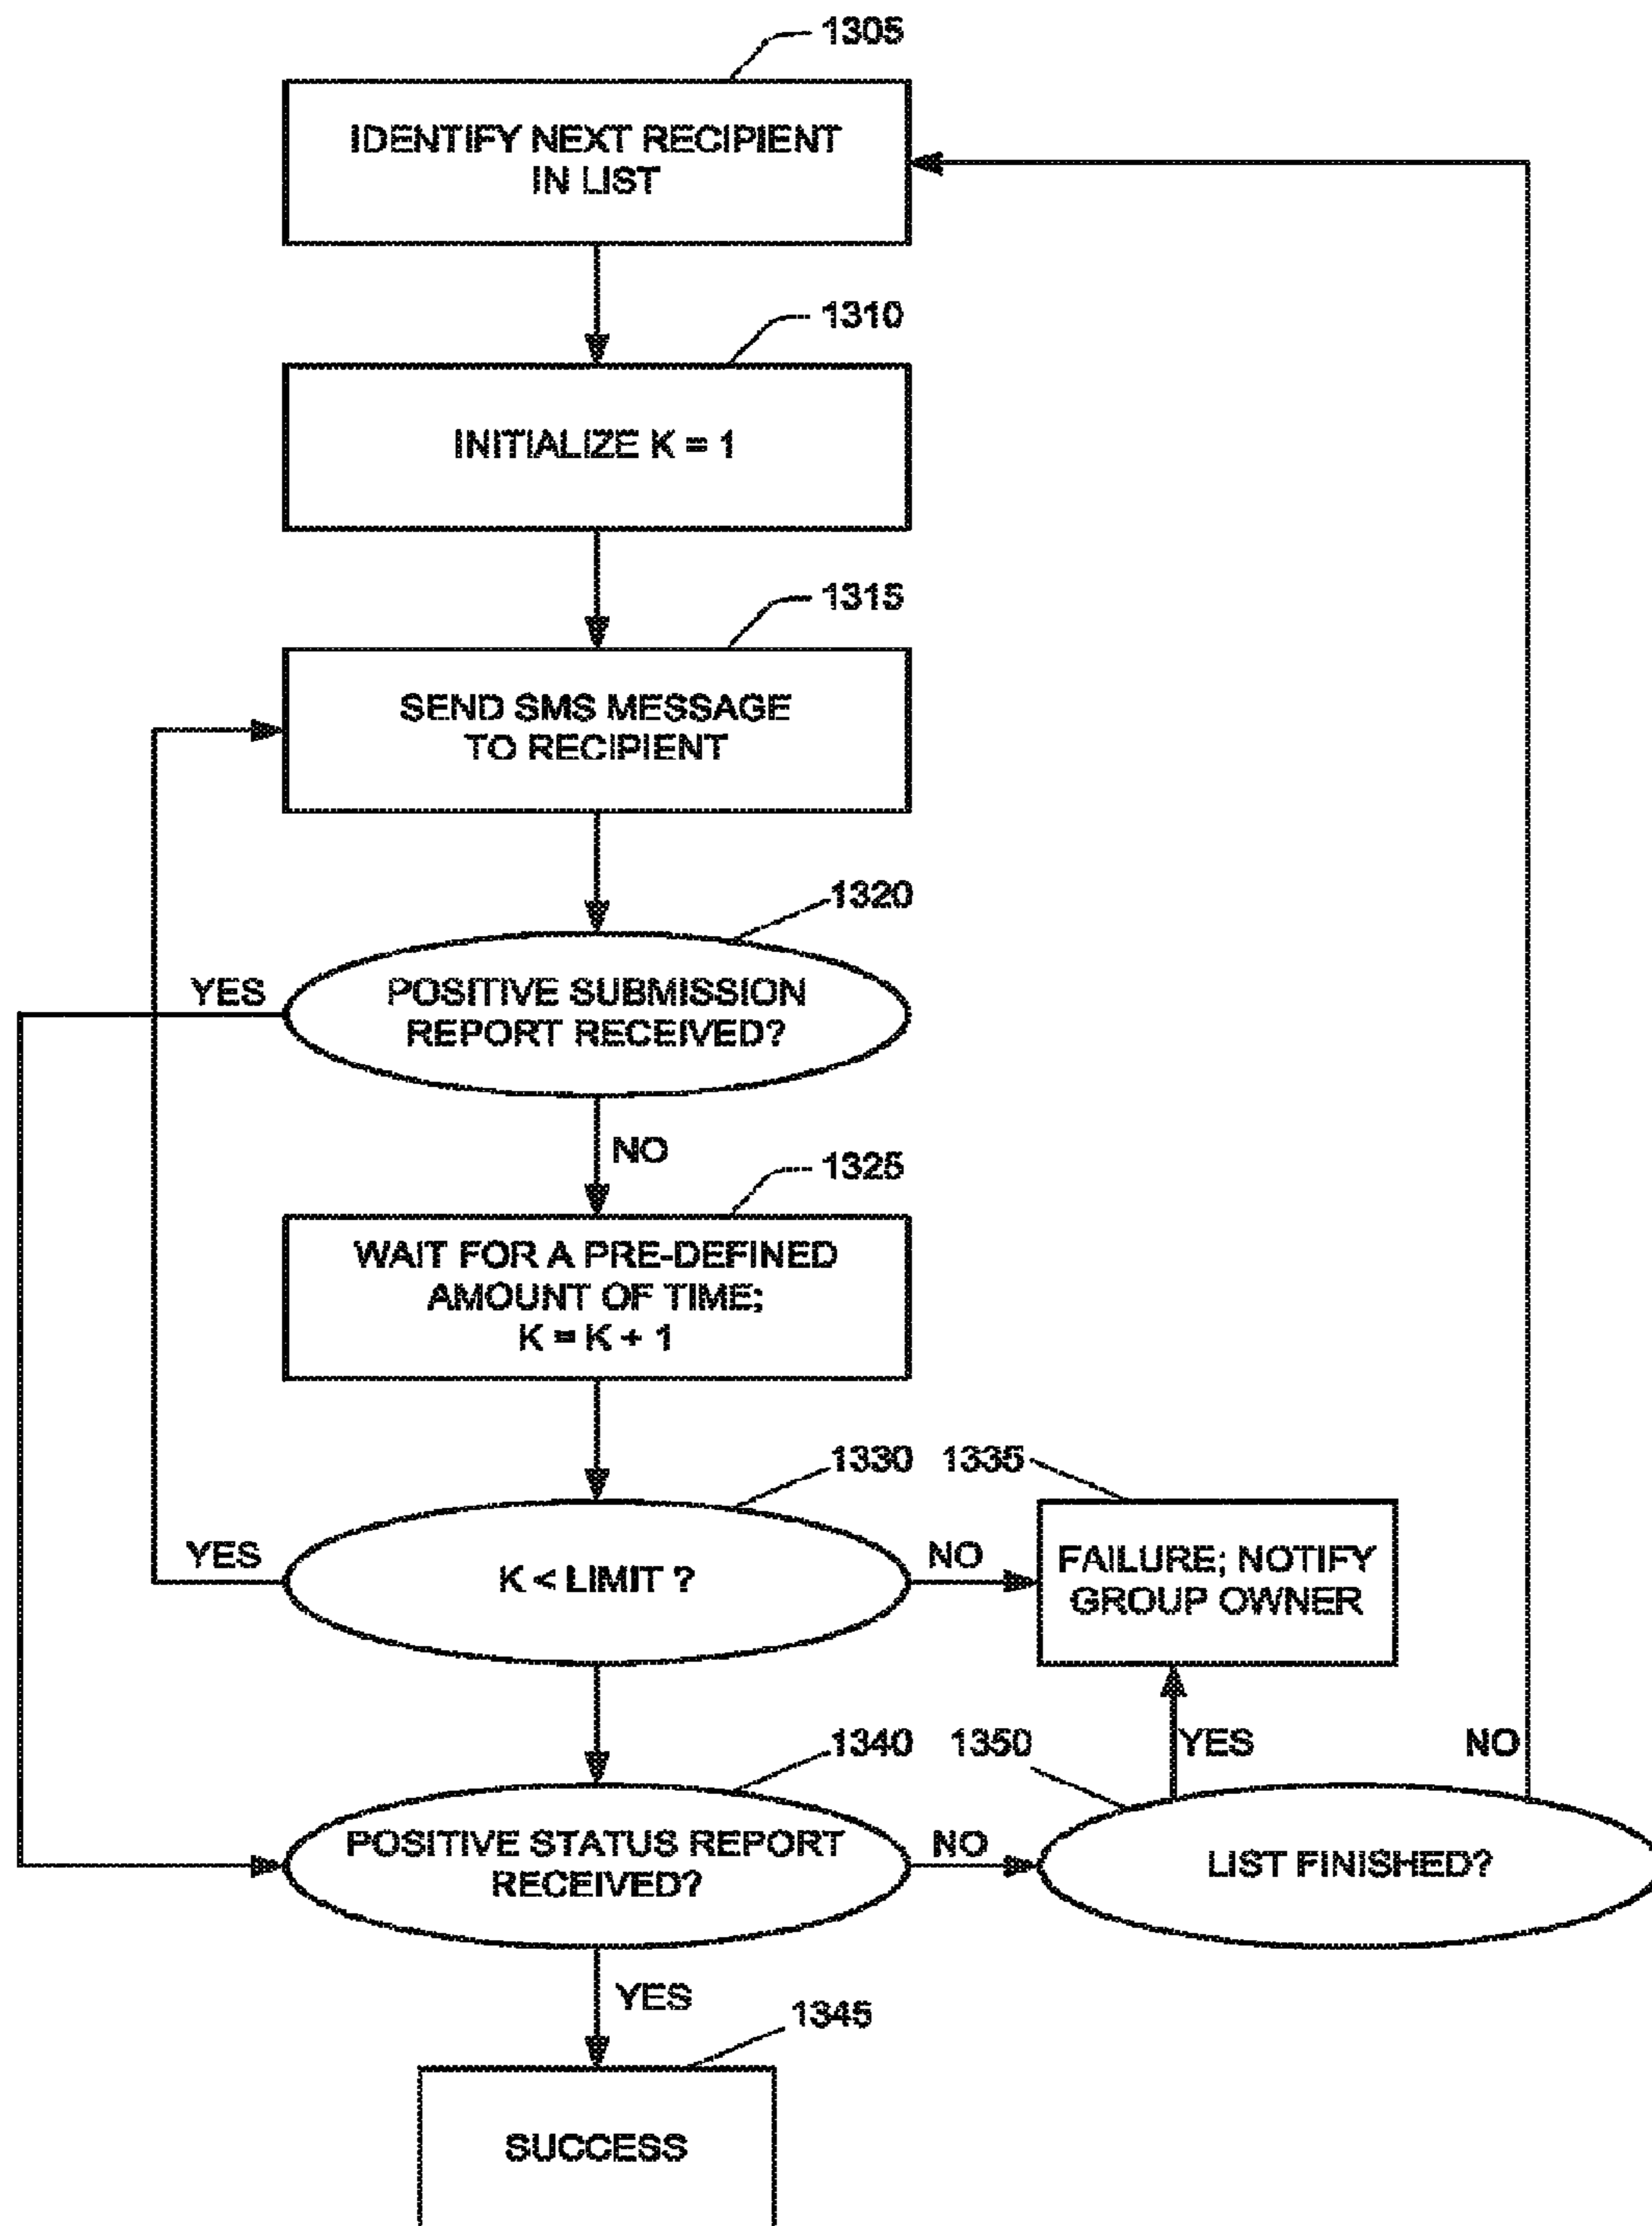 1305
IDENTIFY NEXT RECIPIENT
IN LIST
1310
INITIALIZE K = 1
1315
SEND SMS MESSAGE
TO RECIPIENT
1320
YES
POSITIVE SUBMISSION
REPORT RECEIVED?
NO
1325
WAIT FOR A PRE-DEFINED
AMOUNT OF TIME;
K = K + 1
1330
1335
YES
K < LIMIT ?
NO
FAILURE; NOTIFY
GROUP OWNER
1340
1350
YES
NO
POSITIVE STATUS REPORT
RECEIVED?
NO
LIST FINISHED?
YES
1345
SUCCESS